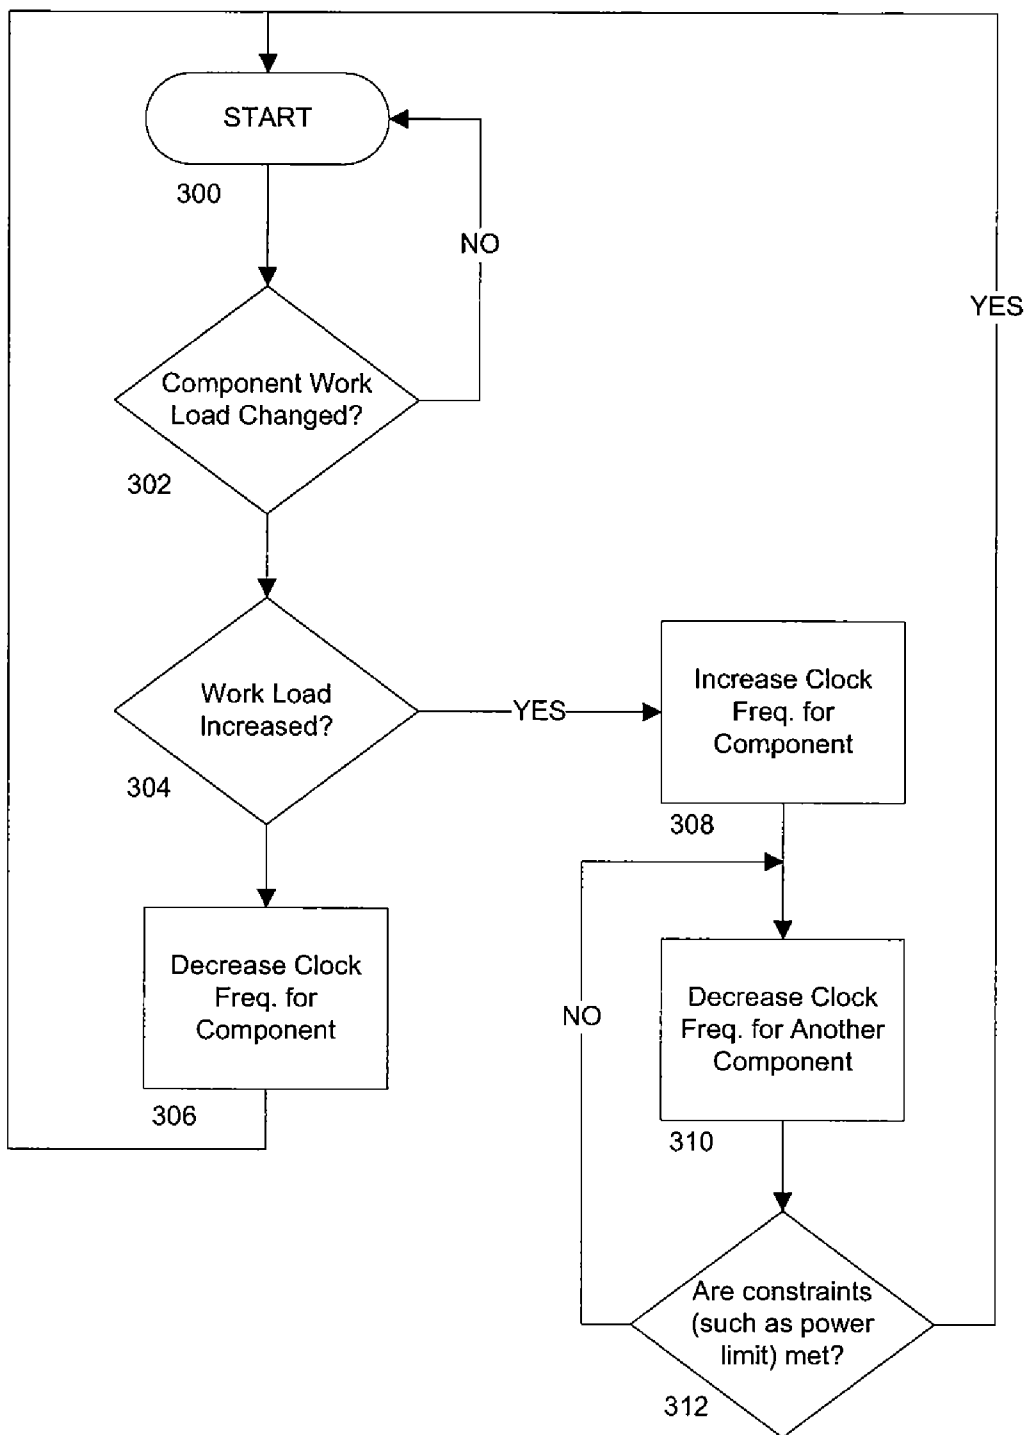 START
300
NO
YES
Component Work
Load Changed?
302
Work Load
Increased?
304
YES
Increase Clock
Freq. for
Component
308
Decrease Clock
Freq. for
Component
306
NO
Decrease Clock
Freq. for Another
Component
310
Are constraints
(such as power
limit) met?
312